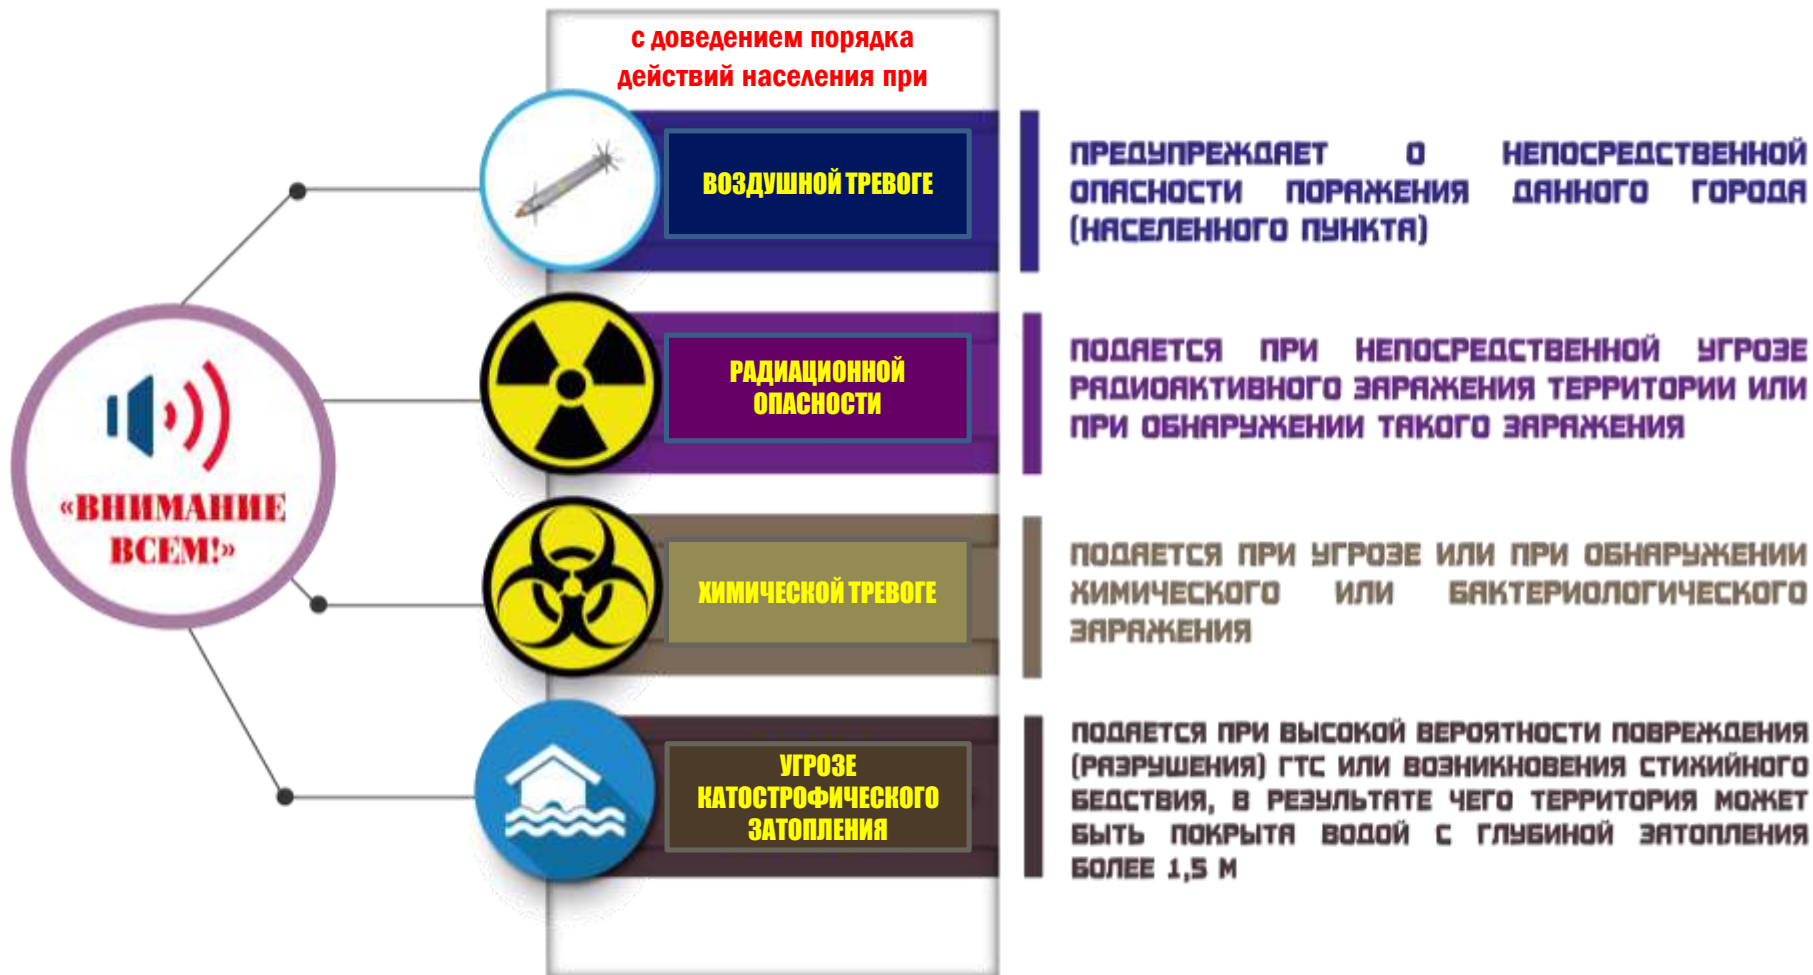 с доведением порядка
действий населения при
ВОЗДУШНОЙ ТРЕВОГЕ
ПРЕДУПРЕЖДАЕТ О НЕПОСРЕДСТВЕННОЙ
ОПАСНОСТИ ПОРАЖЕНИЯ ДАННОГО ГОРОДА
(НАСЕЛЕННОГО ПУНКТА)
РАДИАЦИОННОЙ
ОПАСНОСТИ
ПОДАЕТСЯ ПРИ НЕПОСРЕДСТВЕННОЙ УГРОЗЕ
РАДИОАКТИВНОГО ЗАРАЖЕНИЯ ТЕРРИТОРИИ ИЛИ
ПРИ ОБНАРУЖЕНИИ ТАКОГО ЗАРАЖЕНИЯ
«ВНИМАНИЕ
ВСЕМ!»
ХИМИЧЕСКОЙ ТРЕВОГЕ
ПОДАЕТСЯ ПРИ УГРОЗЕ ИЛИ ПРИ ОБНАРУЖЕНИИ
ХИМИЧЕСКОГО ИЛИ БАКТЕРИОЛОГИЧЕСКОГО
ЗАРАЖЕНИЯ
УГРОЗЕ
КАТОСТРОФИЧЕСКОГО
ЗАТОПЛЕНИЯ
ПОДАЕТСЯ ПРИ ВЫСОКОЙ ВЕРОЯТНОСТИ ПОВРЕЖДЕНИЯ
(РАЗРУШЕНИЯ) ГТС ИЛИ ВОЗНИКНОВЕНИЯ СТИХИЙНОГО
БЕДСТВИЯ, В РЕЗУЛЬТАТЕ ЧЕГО ТЕРРИТОРИЯ МОЖЕТ
БЫТЬ ПОКРЫТА ВОДОЙ С ГЛУБИНОЙ ЗАТОПЛЕНИЯ
БОЛЕЕ 1,5 М